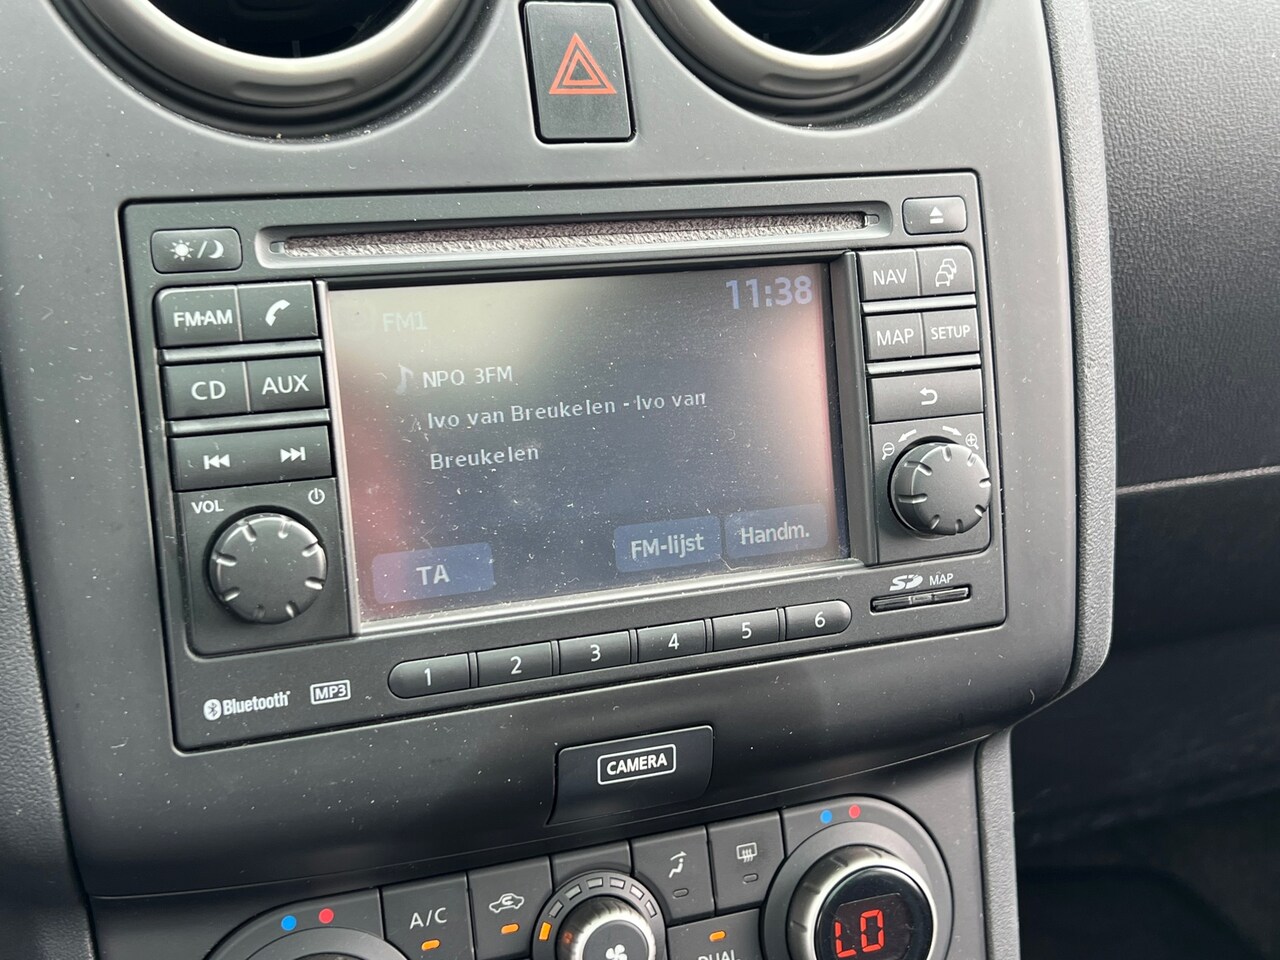 11:38
FM1
NPO 3FM
Ivo van Breukelen - Ivo van
Breukelen
TA
FM-lijst
Handm.
FM•AM
CD
AUX
VOL
NAV
MAP
SETUP
SD MAP
1 2 3 4 5 6
Bluetooth
MP3
CAMERA
A/C
DUAL
LO